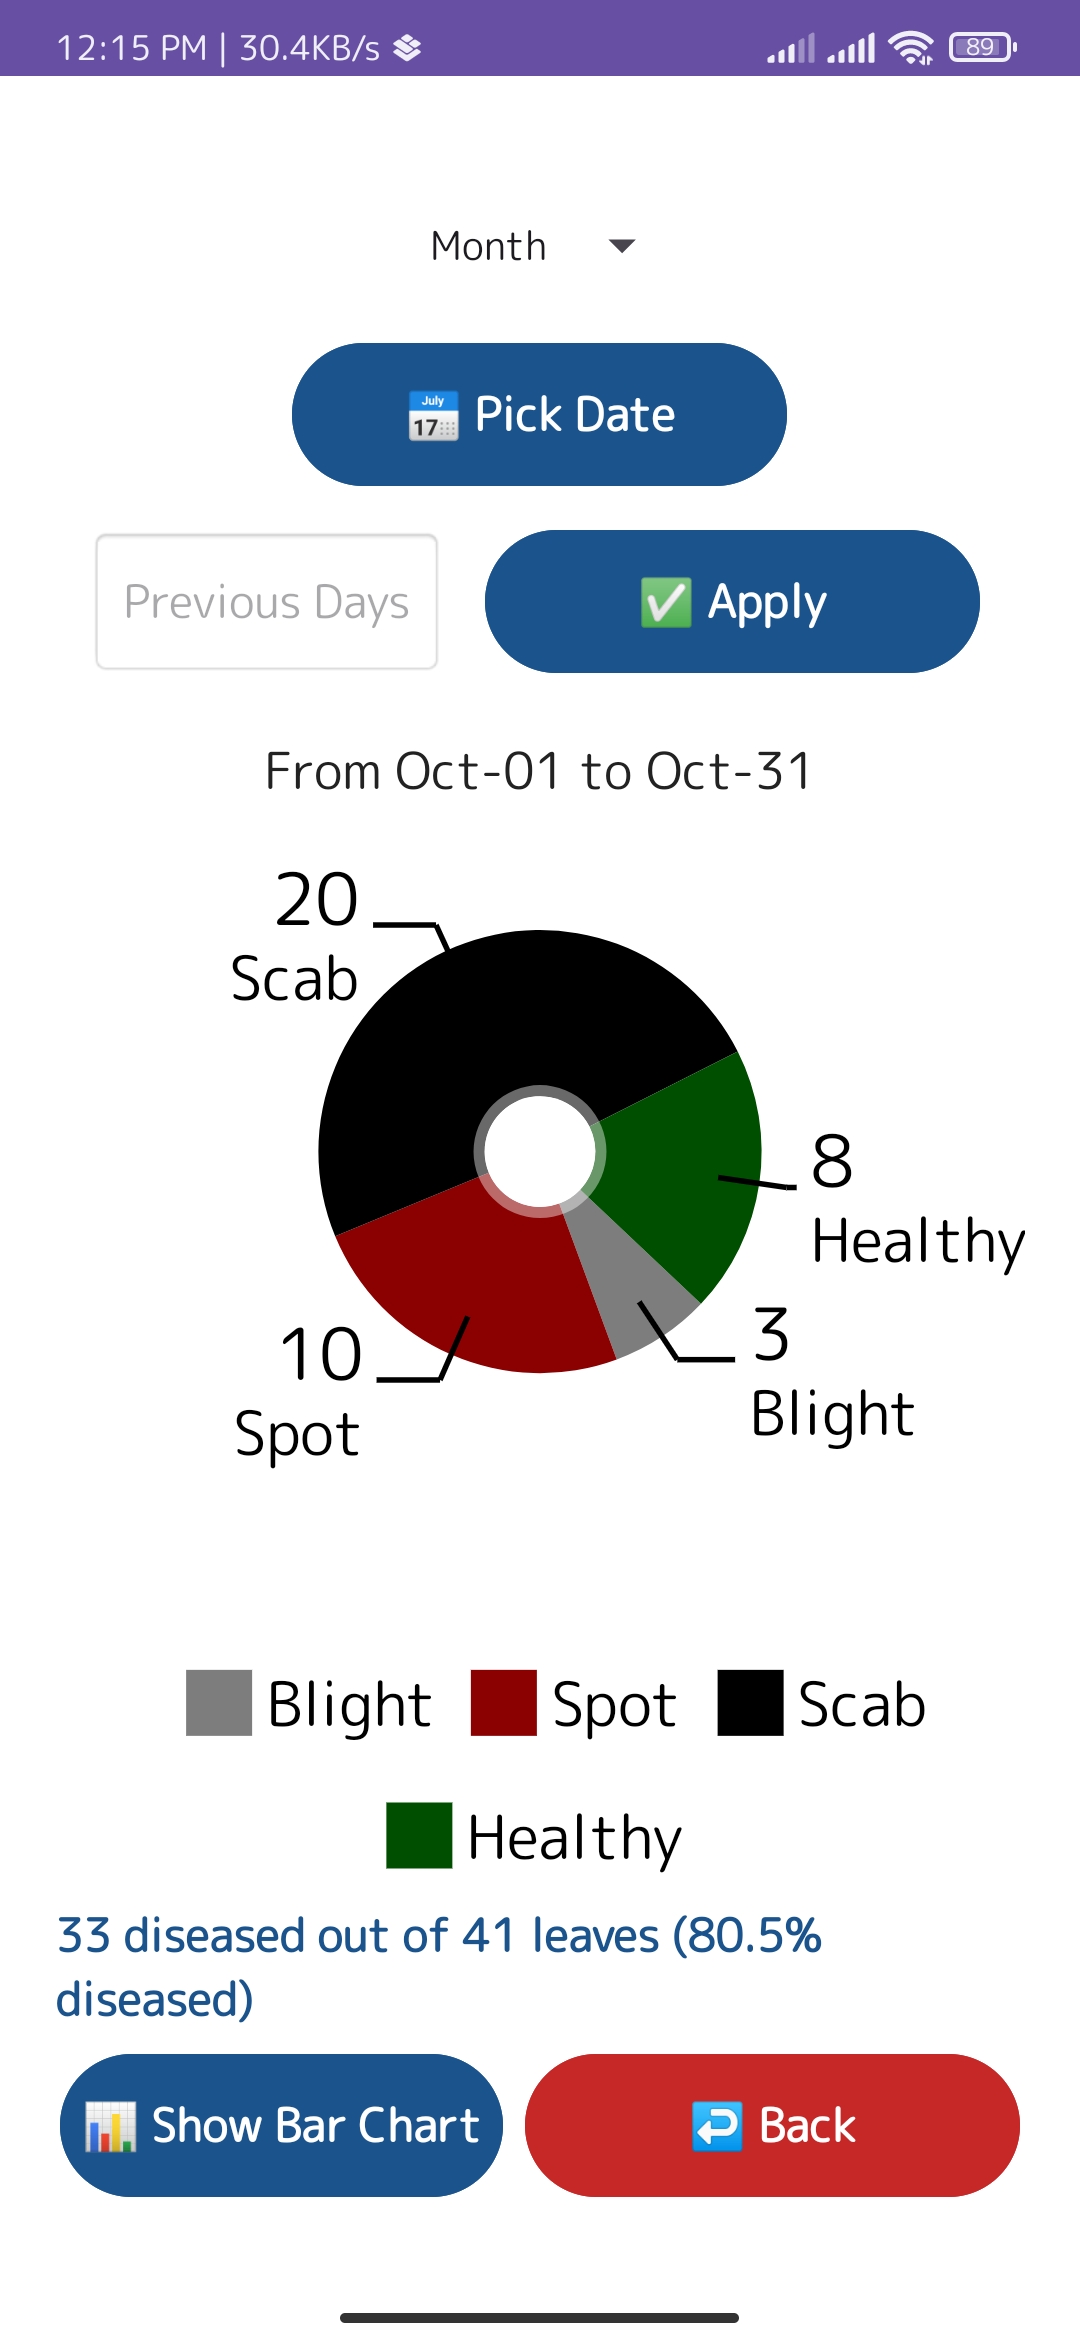 12:15 PM | 30.4KB/s 89
Month
July 17 Pick Date
Previous Days
Apply
From Oct-01 to Oct-31
20
Scab
8
Healthy
3
Blight
10
Spot
Blight Spot Scab
Healthy
33 diseased out of 41 leaves (80.5%
diseased)
Show Bar Chart
Back